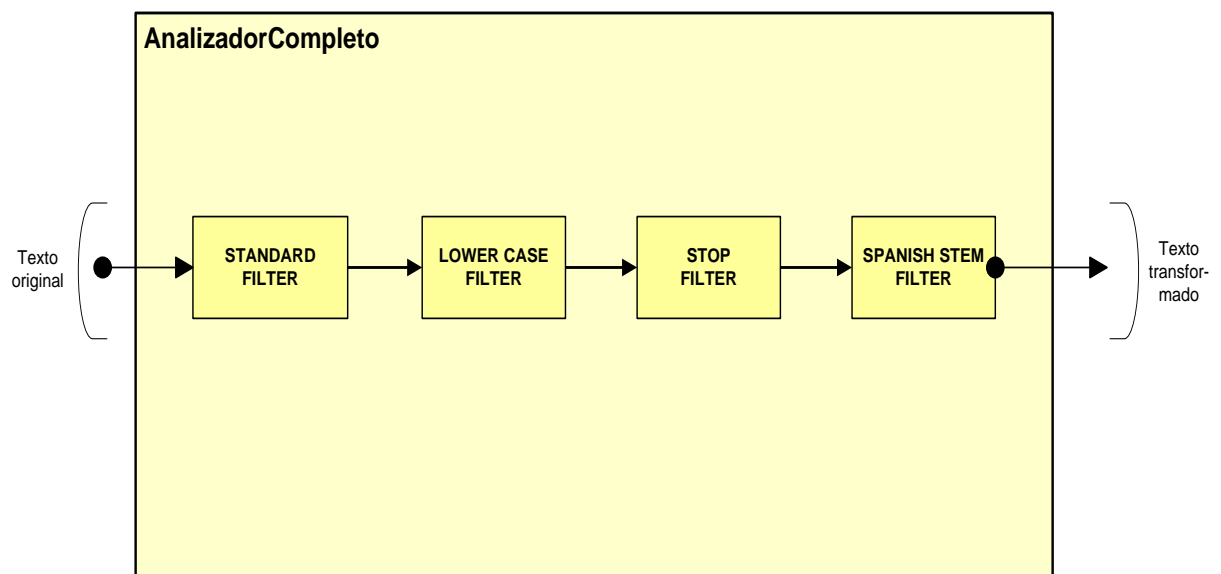 AnalizadorCompleto
Texto
original
STANDARD
FILTER
LOWER CASE
FILTER
STOP
FILTER
SPANISH STEM
FILTER
Texto
transfor-
mado